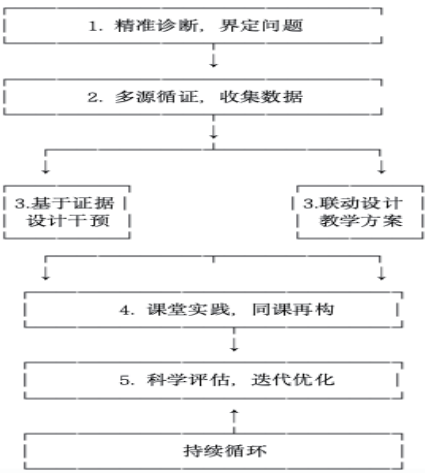 1. 精准诊断，界定问题
2. 多源循证，收集数据
3.基于证据
设计干预
3.联动设计
教学方案
4. 课堂实践，同课再构
5. 科学评估，迭代优化
持续循环